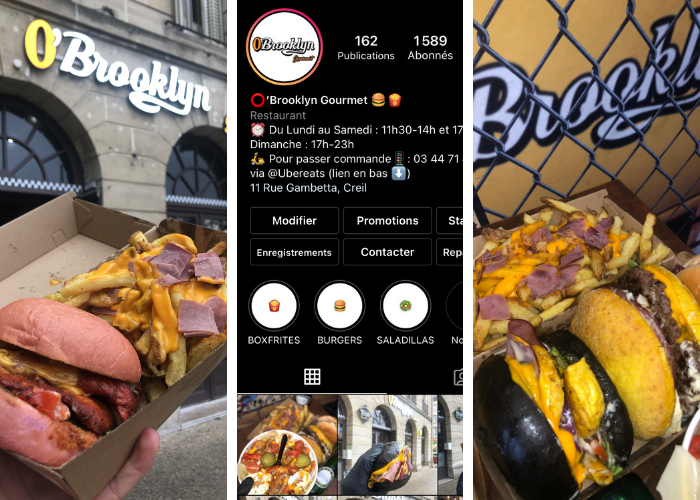 O'Brooklyn
O'Brooklyn
Gourmet
162
1589
Publications
Abonnés
O'Brooklyn Gourmet 🍔🍟
Restaurant
⏰ Du Lundi au Samedi : 11h30-14h et 17
Dimanche : 17h-23h
🛵 Pour passer commande 📱: 03 44 71
via @Ubereats (lien en bas ⬇️)
11 Rue Gambetta, Creil
Modifier
Promotions
Sta
Enregistrements
Contacter
Rep
BOXFRITES
BURGERS
SALADILLAS
No
Brookl